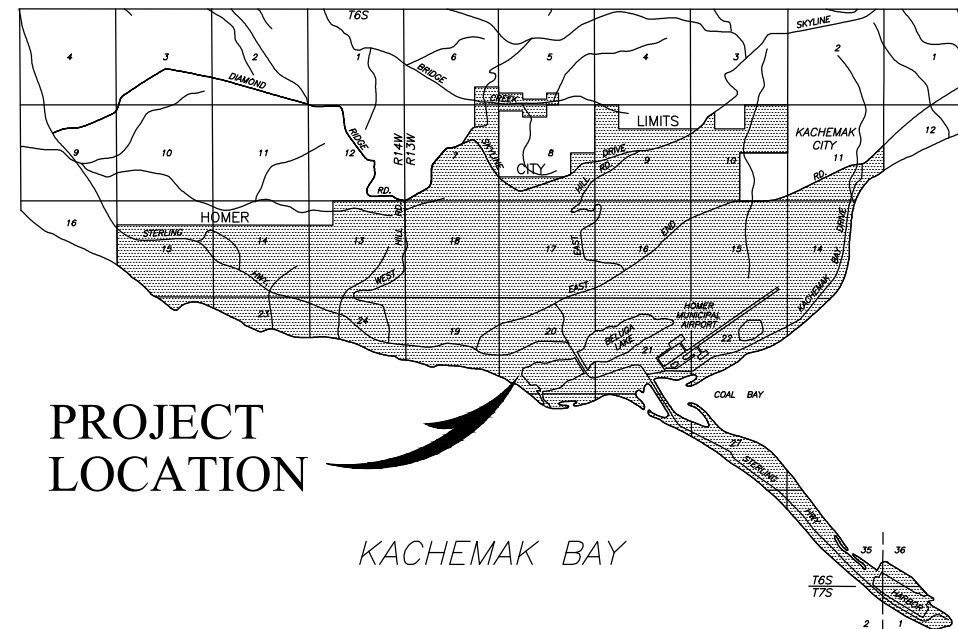 T6S
SKYLINE
4
3
2
1
6
5
4
3
2
1
BRIDGE
DIAMOND
CREEK
LIMITS
KACHEMAK
CITY
12
9
10
11
12
RIDGE
R14W
R13W
7
SKYLINE
8
CITY
DRIVE
9
10
11
HILL RD.
RD.
RD.
16
HOMER
STERLING
15
14
13
HILL RD.
18
17
EAST
16
END
15
14
KACHEMAK BAY DRIVE
HWY.
WEST
EAST
23
24
19
20
BELUGA
LAKE
21
HOMER
MUNICIPAL
AIRPORT
22
COAL BAY
PROJECT
LOCATION
27
STERLING
HWY.
KACHEMAK BAY
35
36
T6S
T7S
HARBOR
2
1